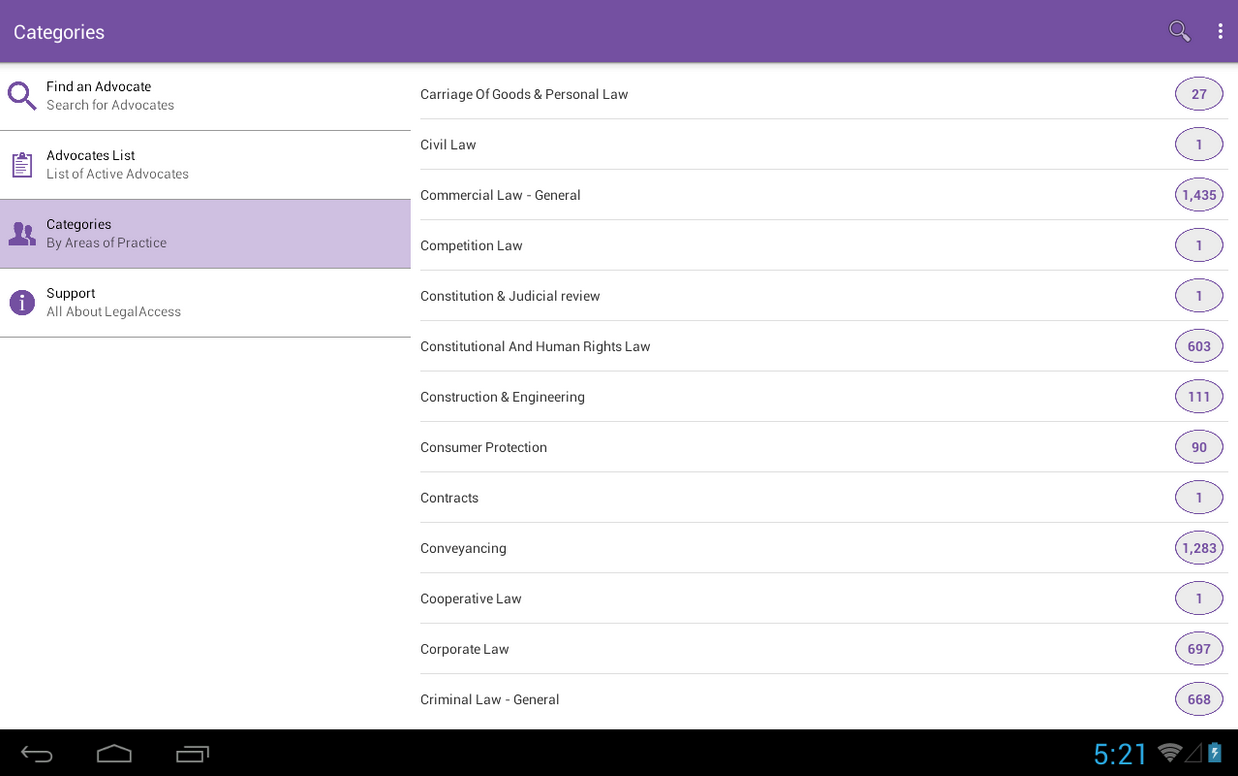 Categories
Find an Advocate
Search for Advocates
Advocates List
List of Active Advocates
Categories
By Areas of Practice
Support
All About LegalAccess
Carriage Of Goods & Personal Law 27
Civil Law 1
Commercial Law - General 1,435
Competition Law 1
Constitution & Judicial review 1
Constitutional And Human Rights Law 603
Construction & Engineering 111
Consumer Protection 90
Contracts 1
Conveyancing 1,283
Cooperative Law 1
Corporate Law 697
Criminal Law - General 668
5:21